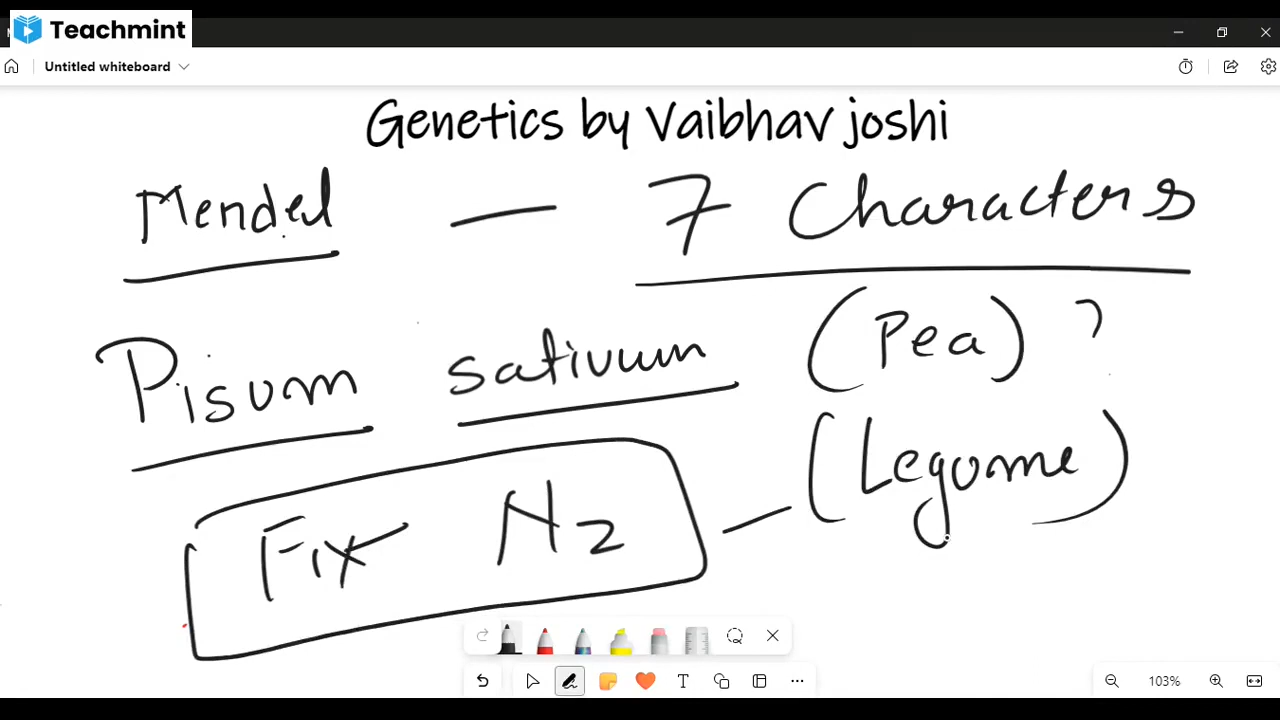 Teachmint
Untitled whiteboard
Genetics by Vaibhav joshi
Mendel — 7 Characters
Pisum sativum (Pea) ?
Fix N2 — (Legume)
103%